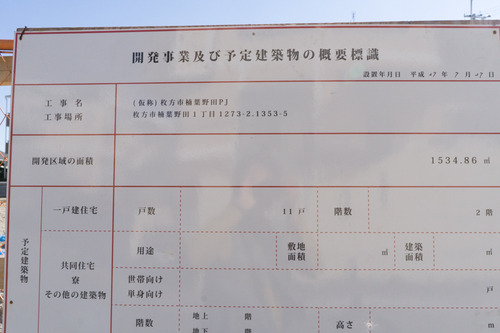 開発事業及び予定建築物の概要標識
設置年月日 平成 年 月 日
工事名 (仮称)枚方市楠葉野田PJ
工事場所 枚方市楠葉野田1丁目1273-2.1353-5
開発区域の面積 1534.86 ㎡
予定建築物
一戸建住宅 戸数 11戸 階数 2 階
共同住宅
寮
その他の建築物
用途 敷地面積 ㎡ 建築面積 ㎡
世帯向け
単身向け 戸
階数 地上 階 高さ m
地下 階